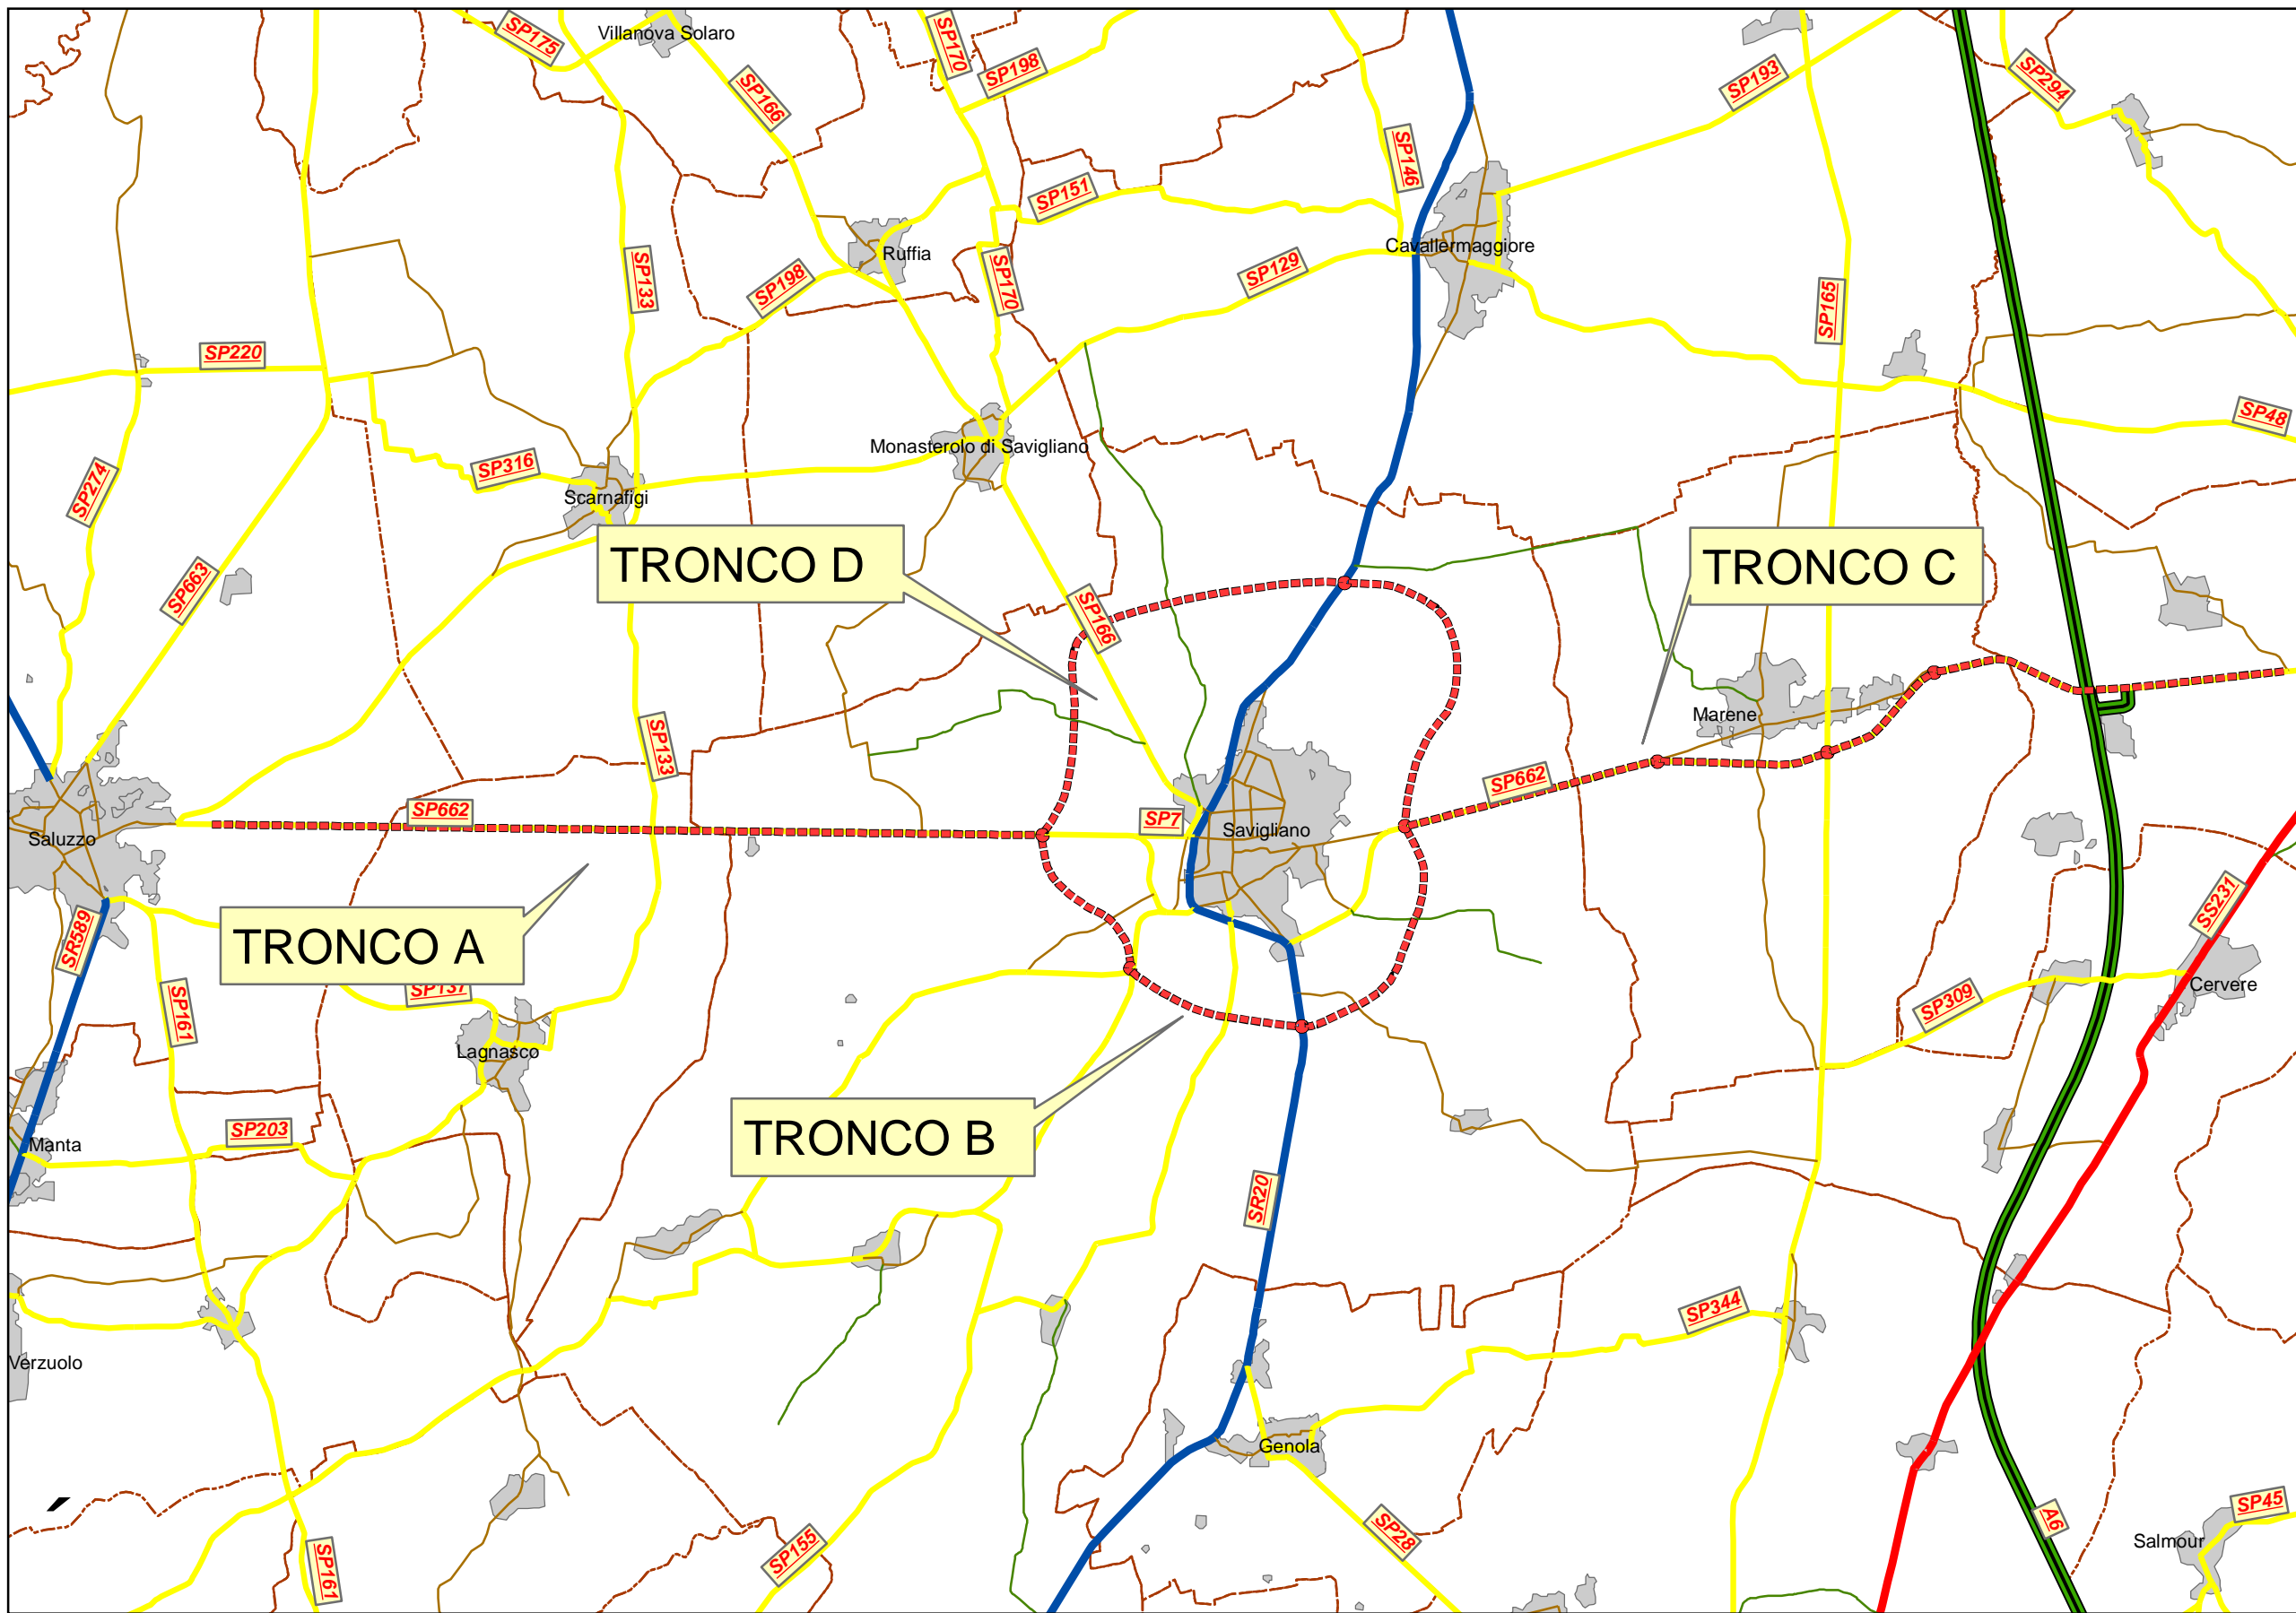 SP175
Villanova Solaro
SP170
SP198
SP166
SP193
SP294
SP146
SP151
SP133
SP198
Ruffia
SP170
SP129
Cavallermaggiore
SP165
SP220
SP48
SP274
SP316
Scarnafigi
Monasterolo di Savigliano
SP663
TRONCO D
SP166
TRONCO C
SP133
Marene
SP662
SP662
SP7
Savigliano
Saluzzo
SR589
TRONCO A
SP137
SP161
SS231
Cervere
SP309
Lagnasco
SP203
Manta
TRONCO B
SR20
SP344
Verzuolo
Genola
SP28
SP155
SP161
A6
SP45
Salmour